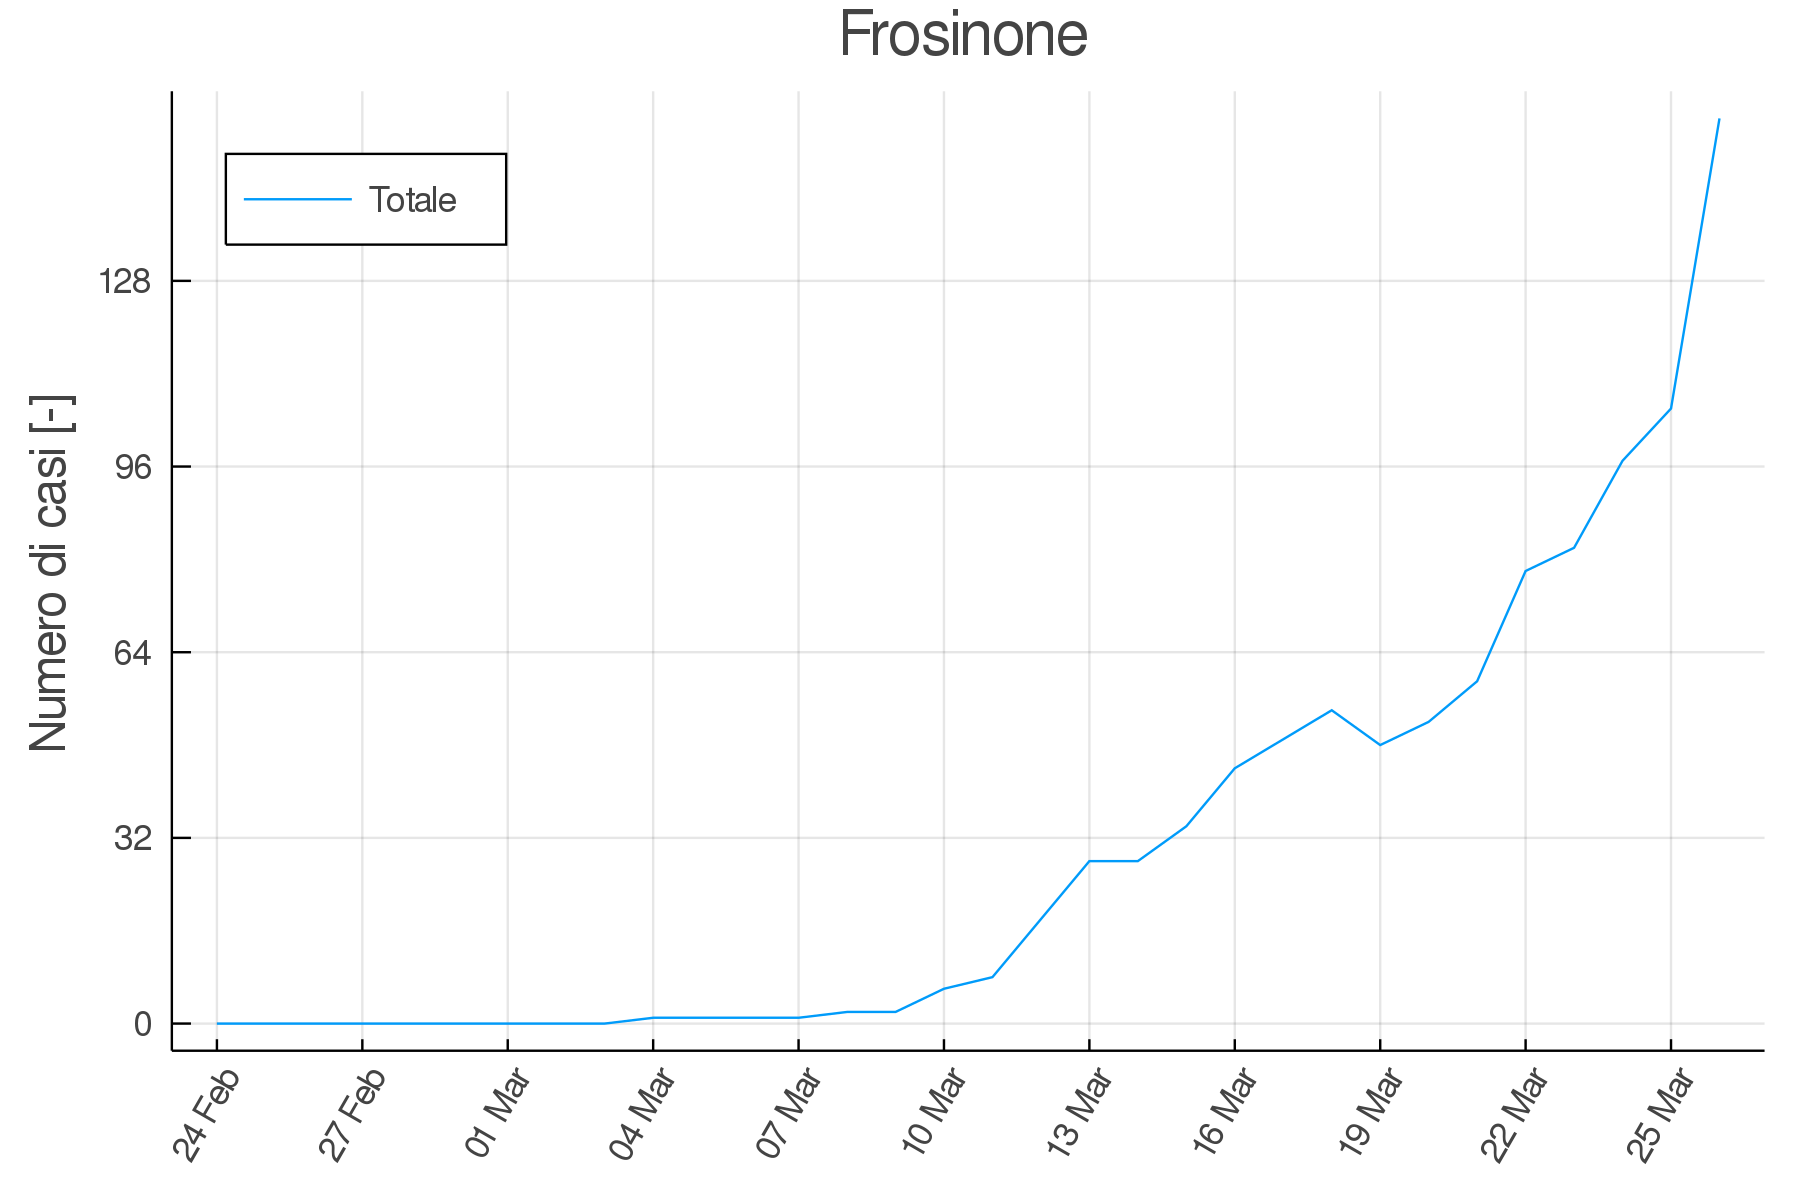 Frosinone
Totale
Numero di casi [-]
128
96
64
32
0
24 Feb
27 Feb
01 Mar
04 Mar
07 Mar
10 Mar
13 Mar
16 Mar
19 Mar
22 Mar
25 Mar